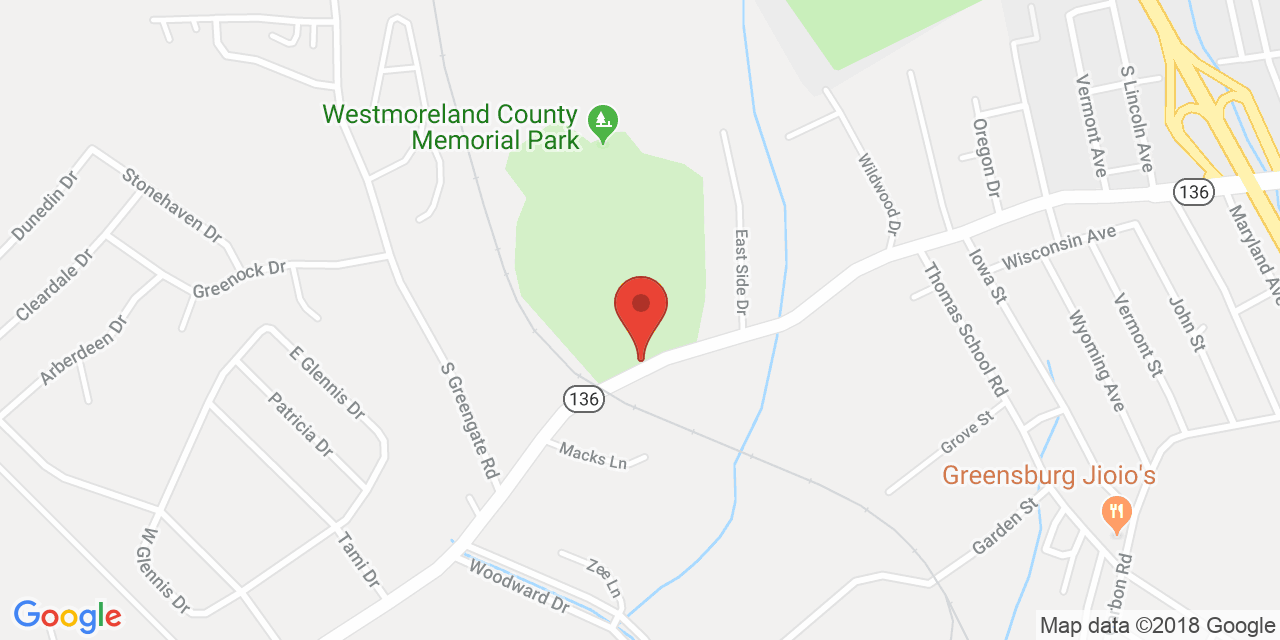 Westmoreland County
Memorial Park
Dunedin Dr
Stonehaven Dr
Cleardale Dr
Greenock Dr
Arberdeen Dr
E Glennis Dr
Patricia Dr
S Greengate Rd
W Glennis Dr
Tami Dr
136
Macks Ln
Woodward Dr
Zee Ln
East Side Dr
Wildwood Dr
Oregon Dr
Vermont Ave
S Lincoln Ave
136
Maryland Ave
Wisconsin Ave
Iowa St
Thomas School Rd
Wyoming Ave
Vermont St
John St
Grove St
Greensburg Jioio's
Garden St
rbon Rd
Google
Map data ©2018 Google